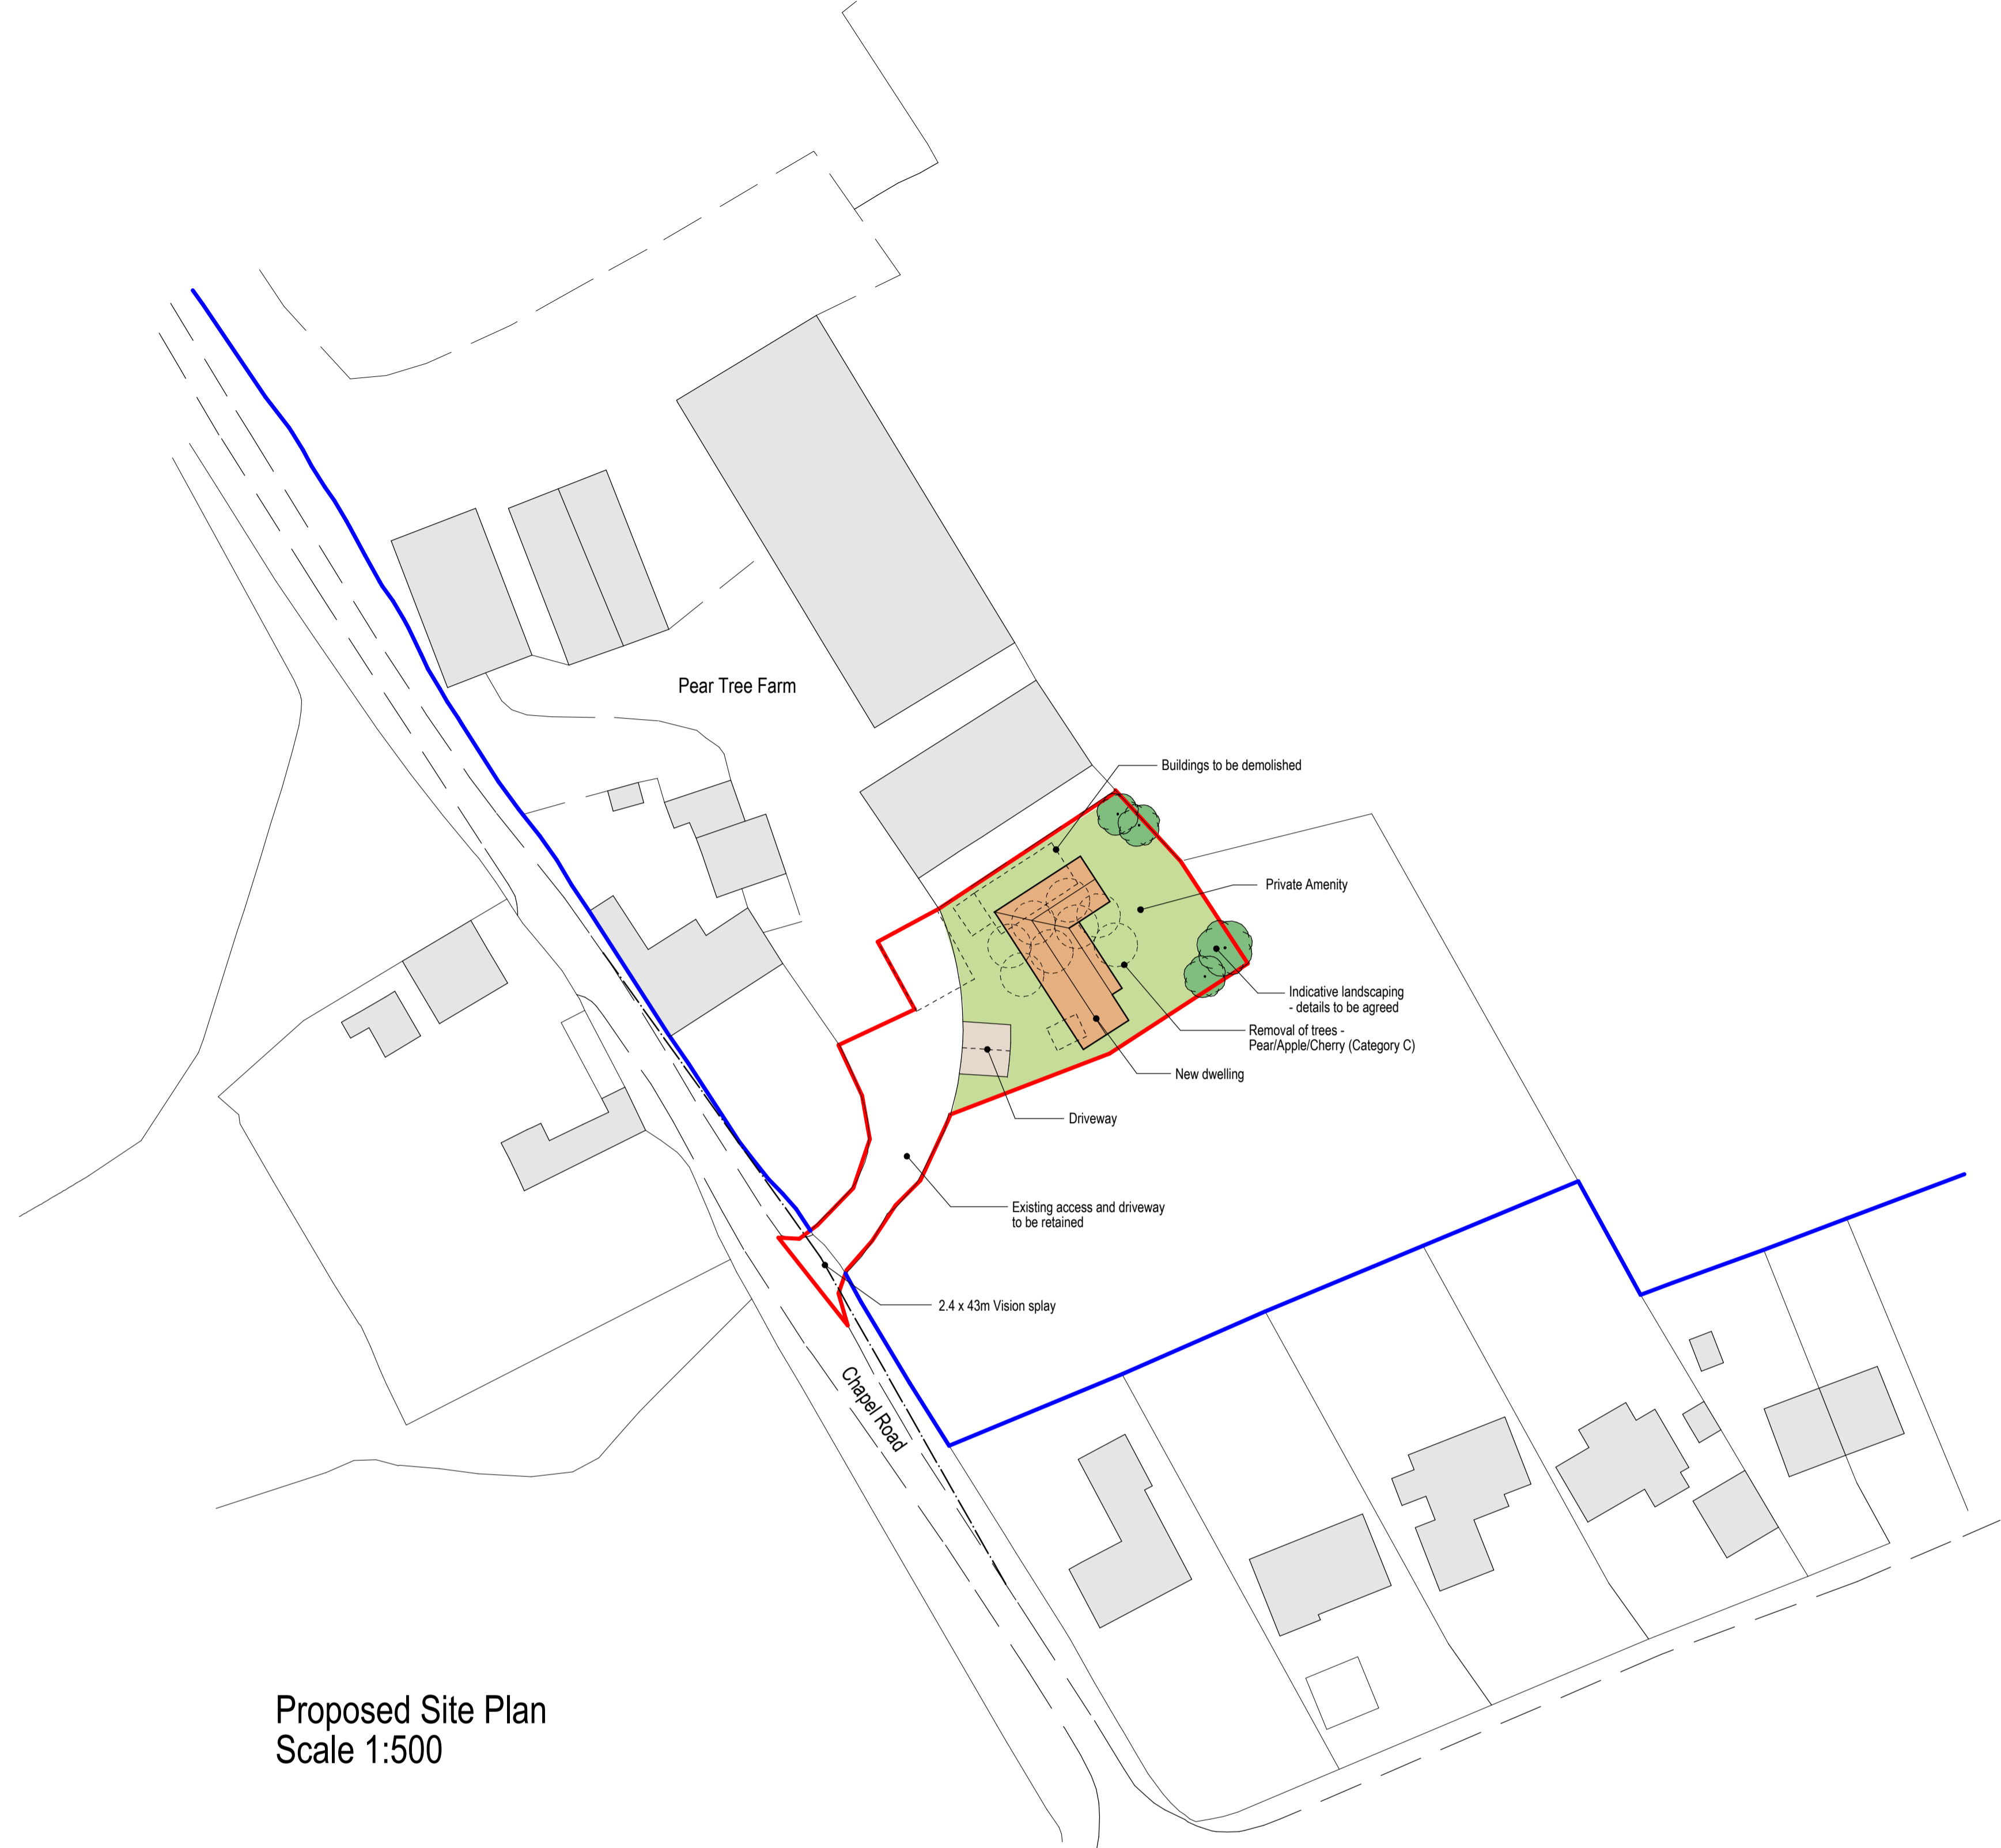 Pear Tree Farm
Buildings to be demolished
Private Amenity
Indicative landscaping
- details to be agreed
Removal of trees -
Pear/Apple/Cherry (Category C)
New dwelling
Driveway
Existing access and driveway
to be retained
2.4 x 43m Vision splay
Chapel Road
Proposed Site Plan
Scale 1:500